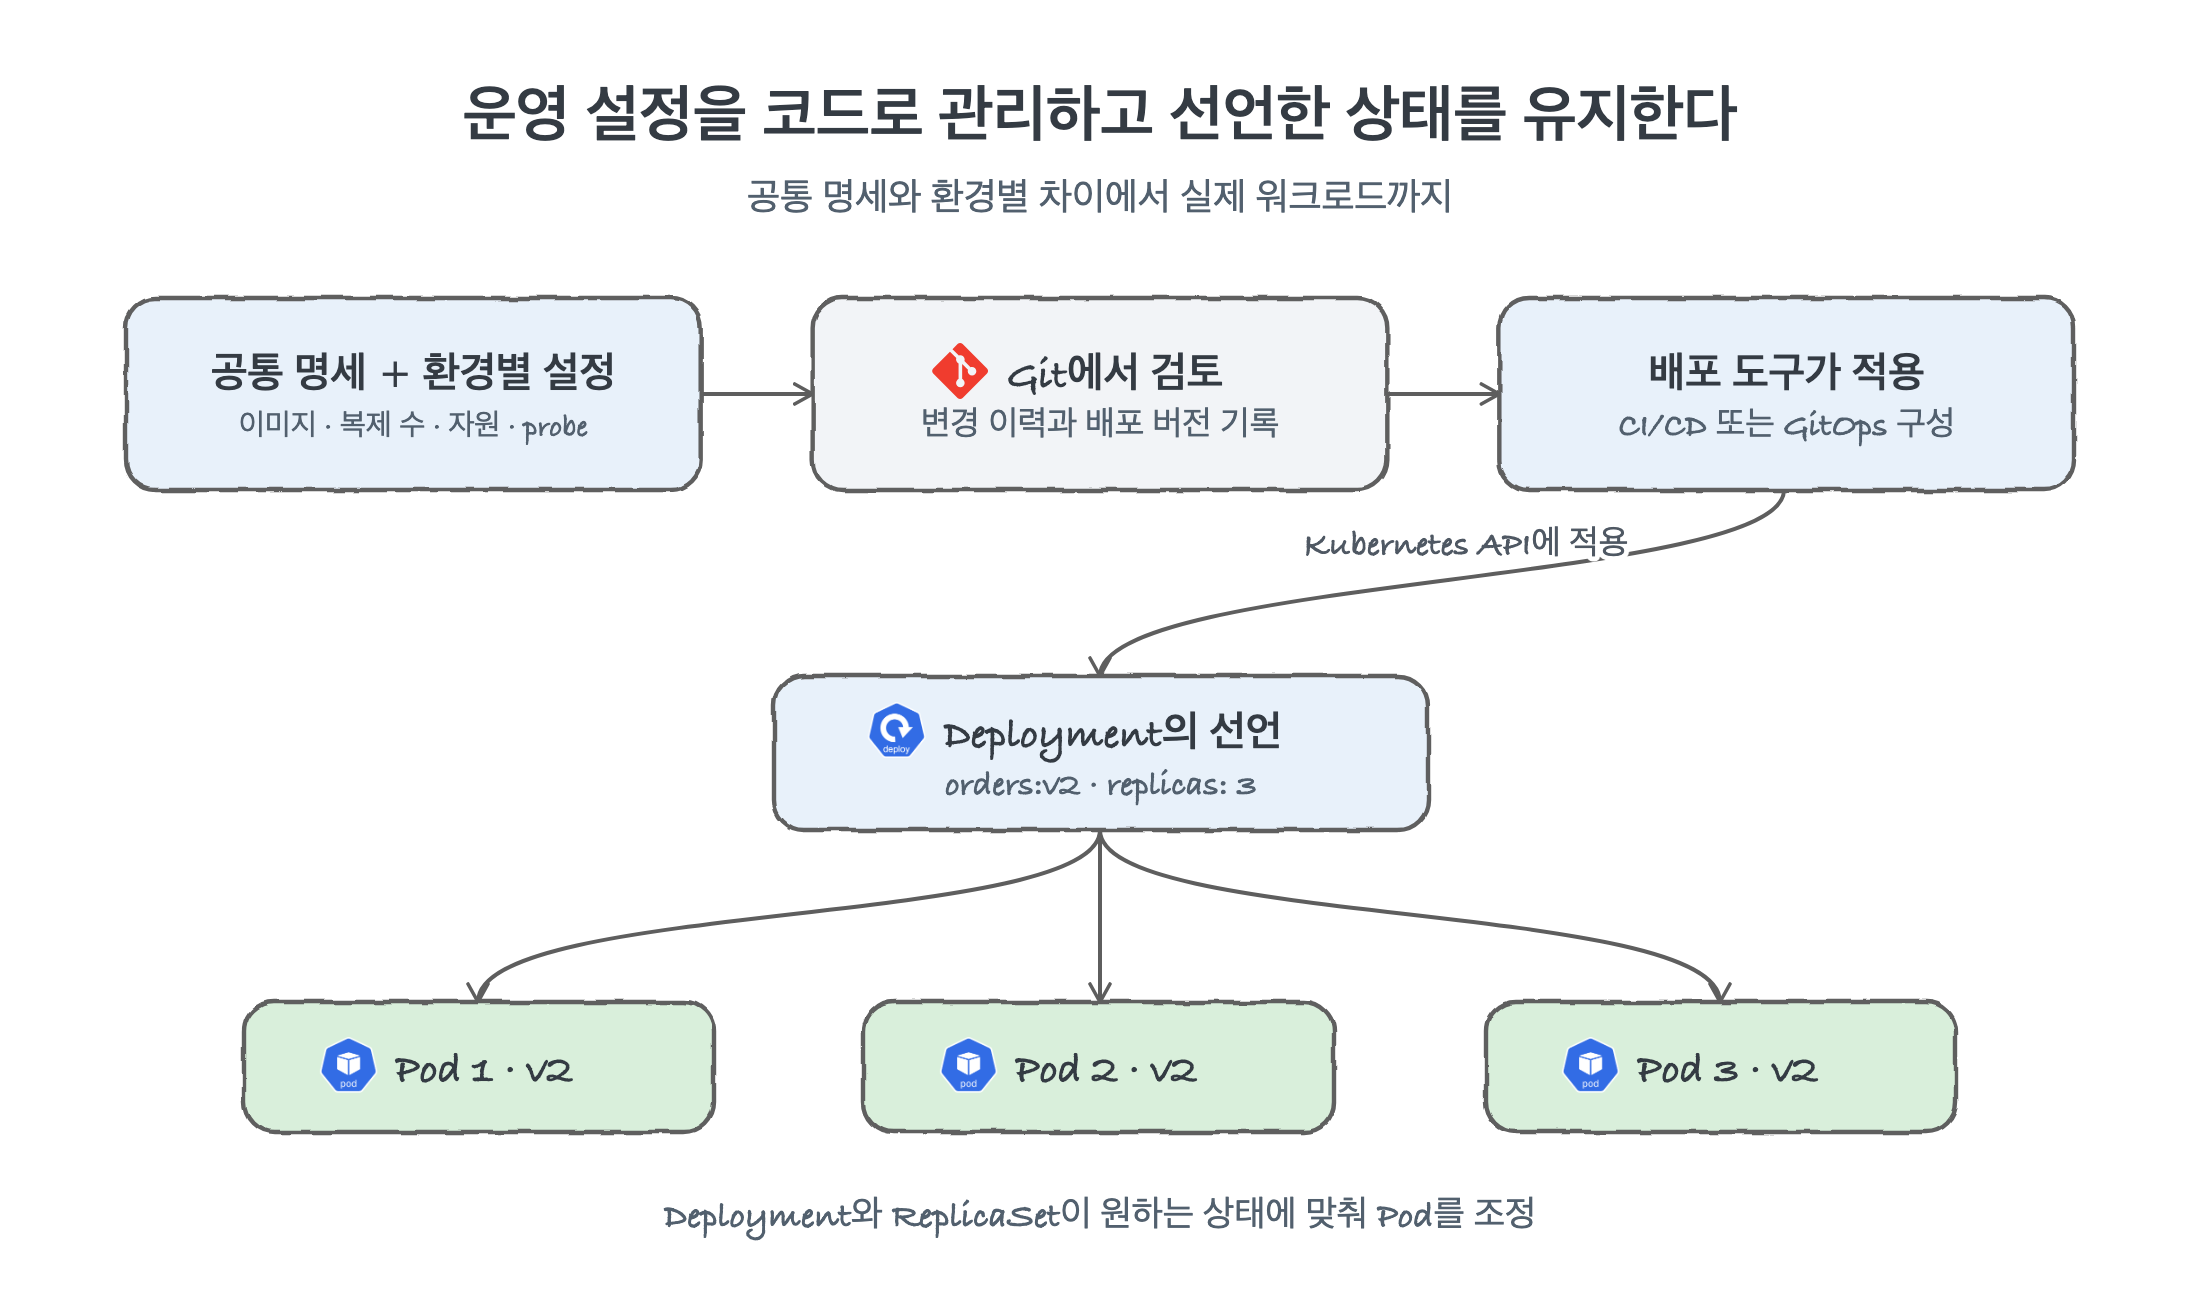 운영 설정을 코드로 관리하고 선언한 상태를 유지한다
공통 명세와 환경별 차이에서 실제 워크로드까지
공통 명세 + 환경별 설정
이미지 · 복제 수 · 자원 · probe
Git에서 검토
변경 이력과 배포 버전 기록
배포 도구가 적용
CI/CD 또는 GitOps 구성
Kubernetes API에 적용
deploy
Deployment의 선언
orders:v2 · replicas: 3
pod
Pod 1 · v2
pod
Pod 2 · v2
pod
Pod 3 · v2
Deployment와 ReplicaSet이 원하는 상태에 맞춰 Pod를 조정